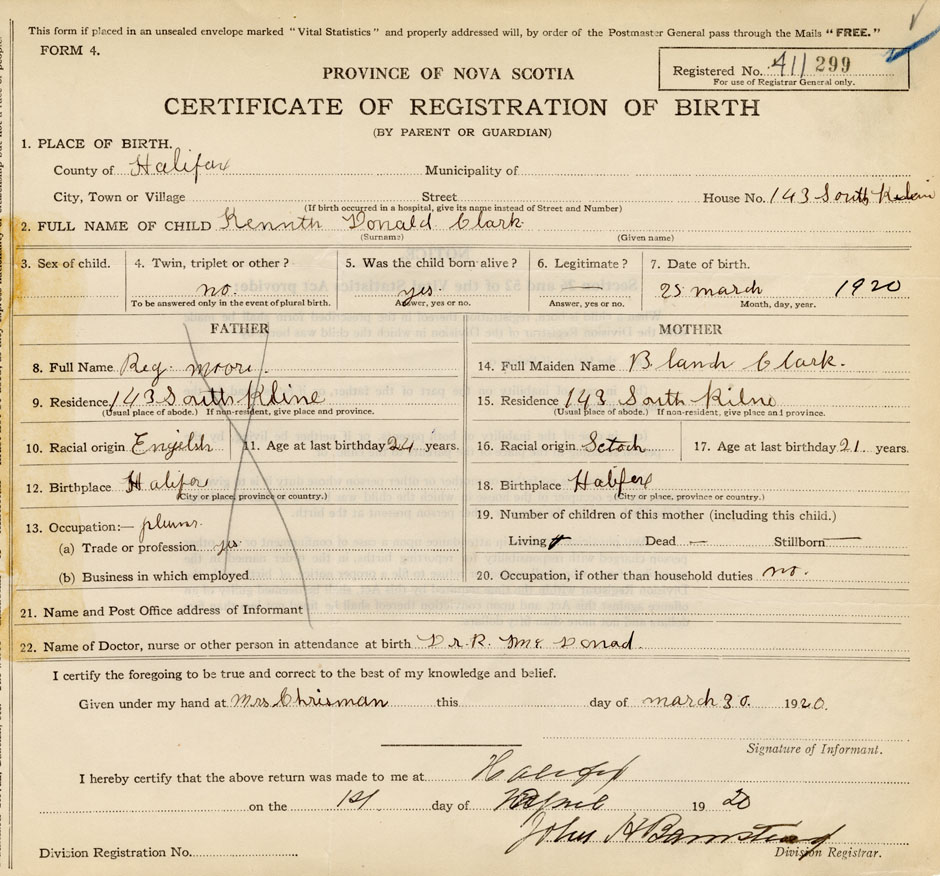 This form if placed in an unsealed envelope marked "Vital Statistics" and properly addressed will, by order of the Postmaster General pass through the Mails "FREE."
FORM 4.
Registered No. 411 299
For use of Registrar General only.
PROVINCE OF NOVA SCOTIA
CERTIFICATE OF REGISTRATION OF BIRTH
(BY PARENT OR GUARDIAN)
1. PLACE OF BIRTH.
County of Halifax Municipality of
City, Town or Village Street House No. 143 South
(If birth occurred in a hospital, give its name instead of Street and Number)
2. FULL NAME OF CHILD Kennth Donald Clark
(Surname) (Given name)
3. Sex of child. 4. Twin, triplet or other? 5. Was the child born alive? 6. Legitimate? 7. Date of birth.
no. yes. — 25 march 1920
To be answered only in the event of plural birth. Answer, yes or no. Answer, yes or no. Month, day, year.
FATHER MOTHER
8. Full Name Reg. moore. 14. Full Maiden Name Blanch Clark.
9. Residence 143 South Kline 15. Residence 143 South Kilne
(Usual place of abode.) If non-resident, give place and province. (Usual place of abode.) If non-resident, give place and province.
10. Racial origin English 11. Age at last birthday 24 years. 16. Racial origin Sctoch 17. Age at last birthday 21 years.
12. Birthplace Halifax 18. Birthplace Halifax
(City or place, province or country.) (City or place, province or country.)
13. Occupation:— 19. Number of children of this mother (including this child.)
(a) Trade or profession yes Living Dead — Stillborn —
(b) Business in which employed 20. Occupation, if other than household duties no.
21. Name and Post Office address of Informant
22. Name of Doctor, nurse or other person in attendance at birth Dr. R. Mc Donad.
I certify the foregoing to be true and correct to the best of my knowledge and belief.
Given under my hand at Mrs Chrisman this day of march 30. 1920.
Signature of Informant.
I hereby certify that the above return was made to me at Halifax
on the 1st day of April 19 20
John H Barnstead
Division Registration No. Division Registrar.